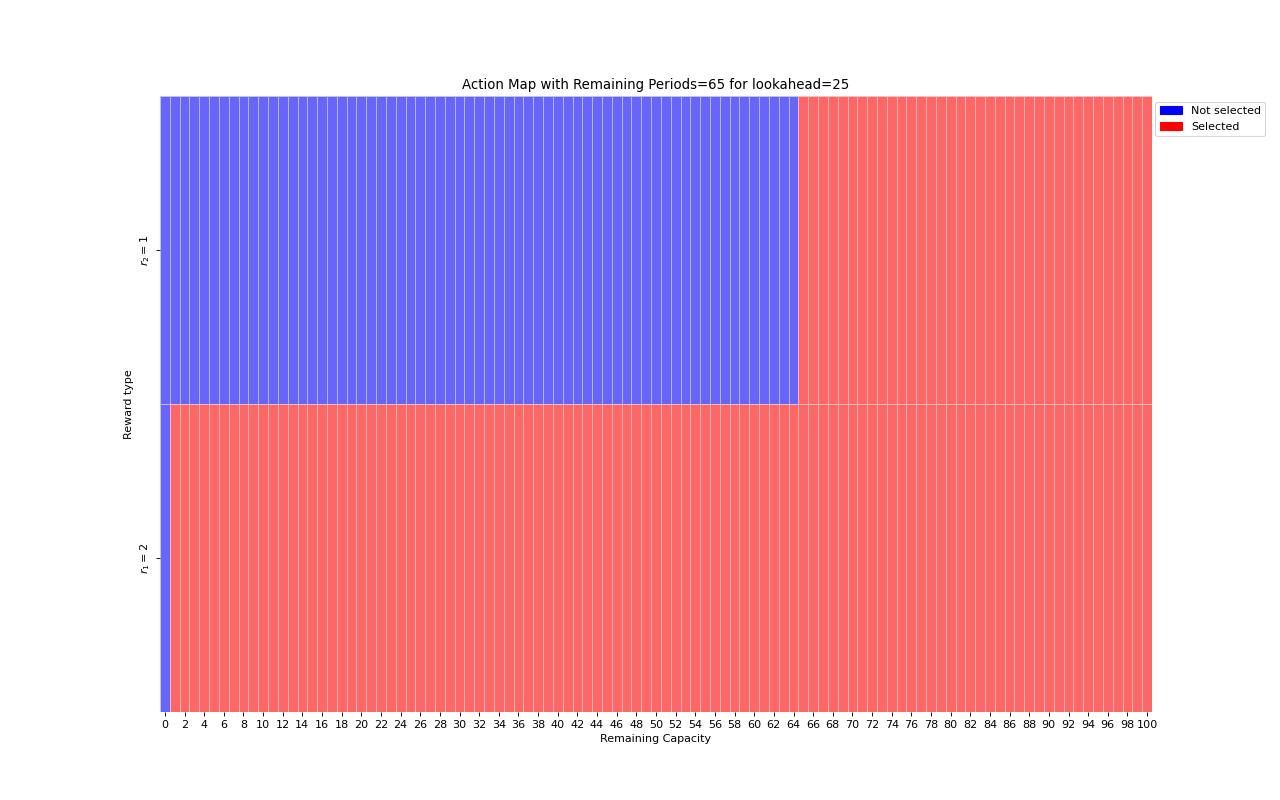 Action Map with Remaining Periods=65 for lookahead=25
Not selected
Selected
r₂ = 1
Reward type
r₁ = 2
0 2 4 6 8 10 12 14 16 18 20 22 24 26 28 30 32 34 36 38 40 42 44 46 48 50 52 54 56 58 60 62 64 66 68 70 72 74 76 78 80 82 84 86 88 90 92 94 96 98 100
Remaining Capacity